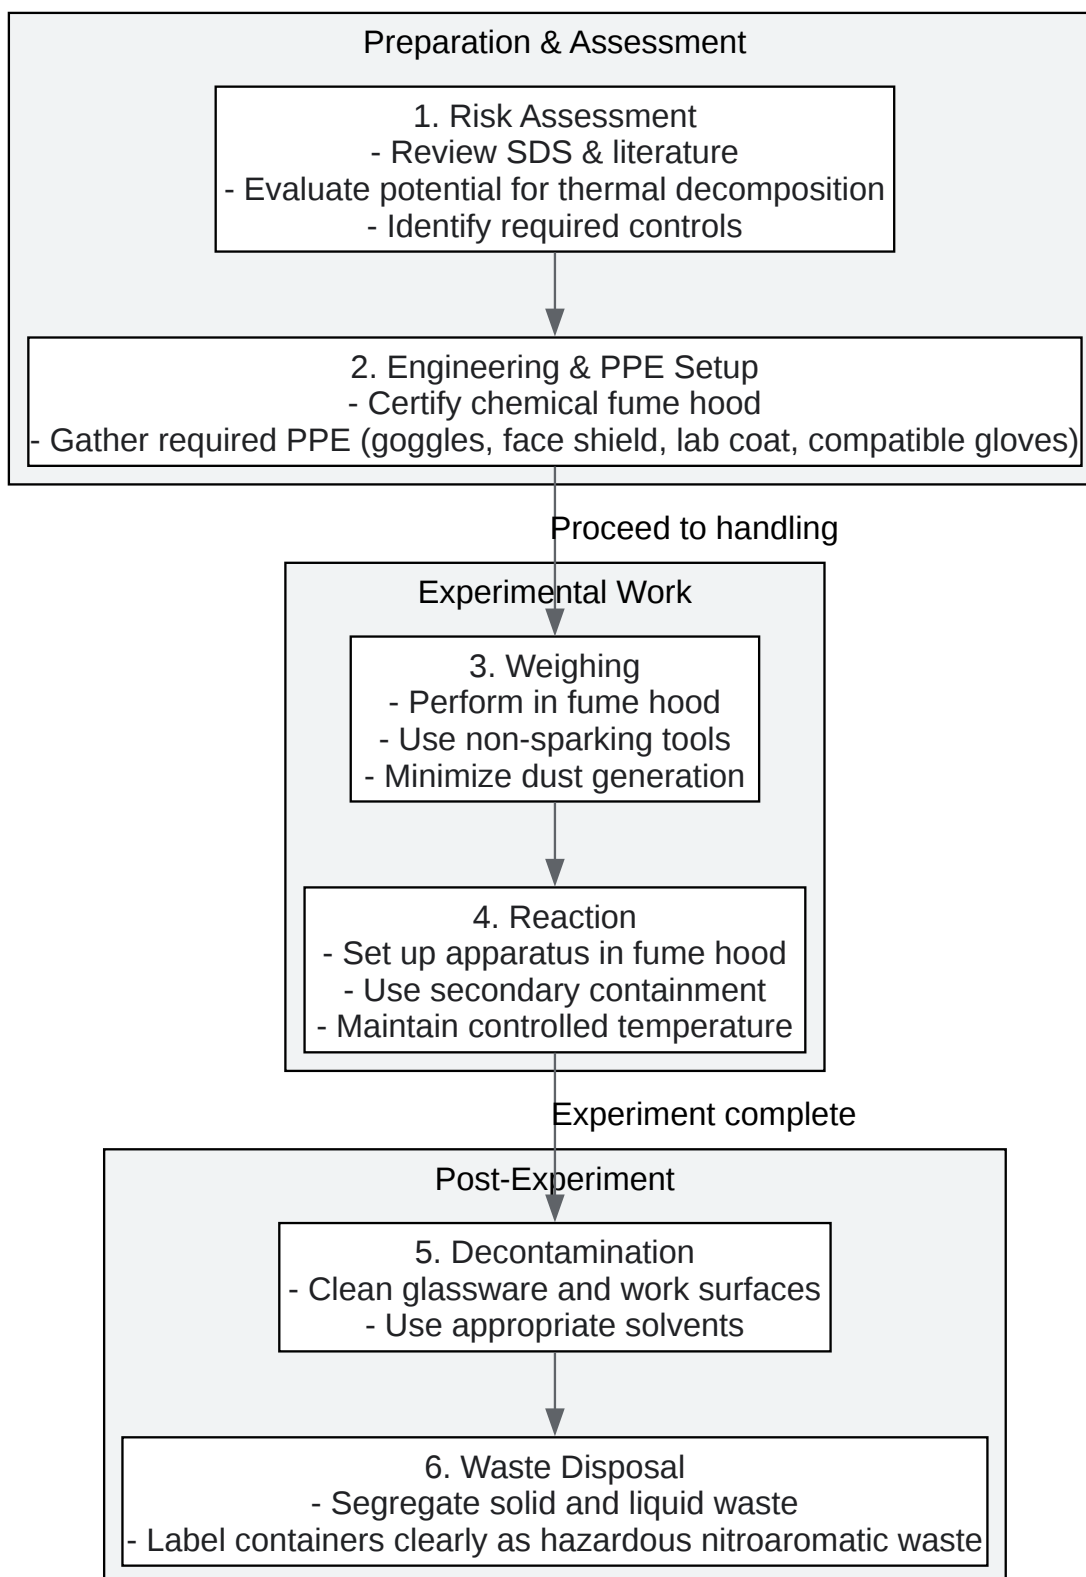 Preparation & Assessment
1. Risk Assessment
- Review SDS & literature
- Evaluate potential for thermal decomposition
- Identify required controls
2. Engineering & PPE Setup
- Certify chemical fume hood
- Gather required PPE (goggles, face shield, lab coat, compatible gloves)
Proceed to handling
Experimental Work
3. Weighing
- Perform in fume hood
- Use non-sparking tools
- Minimize dust generation
4. Reaction
- Set up apparatus in fume hood
- Use secondary containment
- Maintain controlled temperature
Experiment complete
Post-Experiment
5. Decontamination
- Clean glassware and work surfaces
- Use appropriate solvents
6. Waste Disposal
- Segregate solid and liquid waste
- Label containers clearly as hazardous nitroaromatic waste